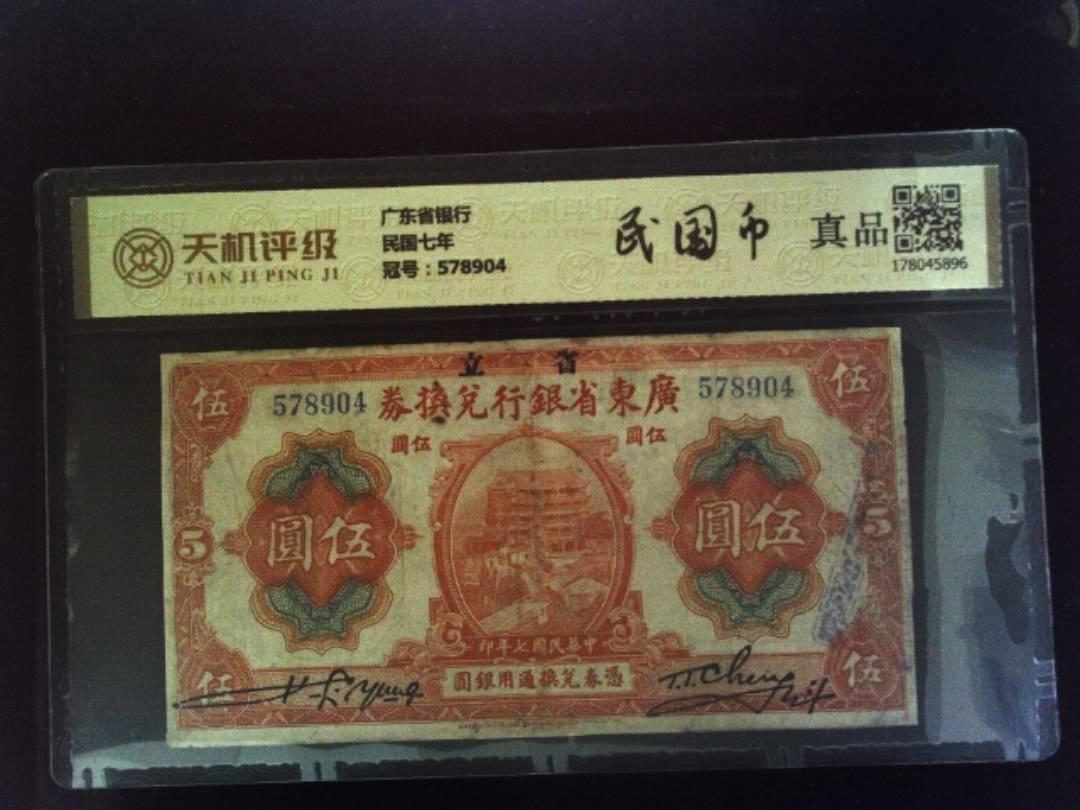 天机评级
TIAN JI PING JI
广东省银行
民国七年
冠号：578904
民国币
真品
178045896
省立
578904
廣東省銀行兌換券
578904
伍
伍
伍圓
伍圓
伍圓
伍圓
5
5
中華民國七年印
憑券兌換通用銀圓
伍
伍